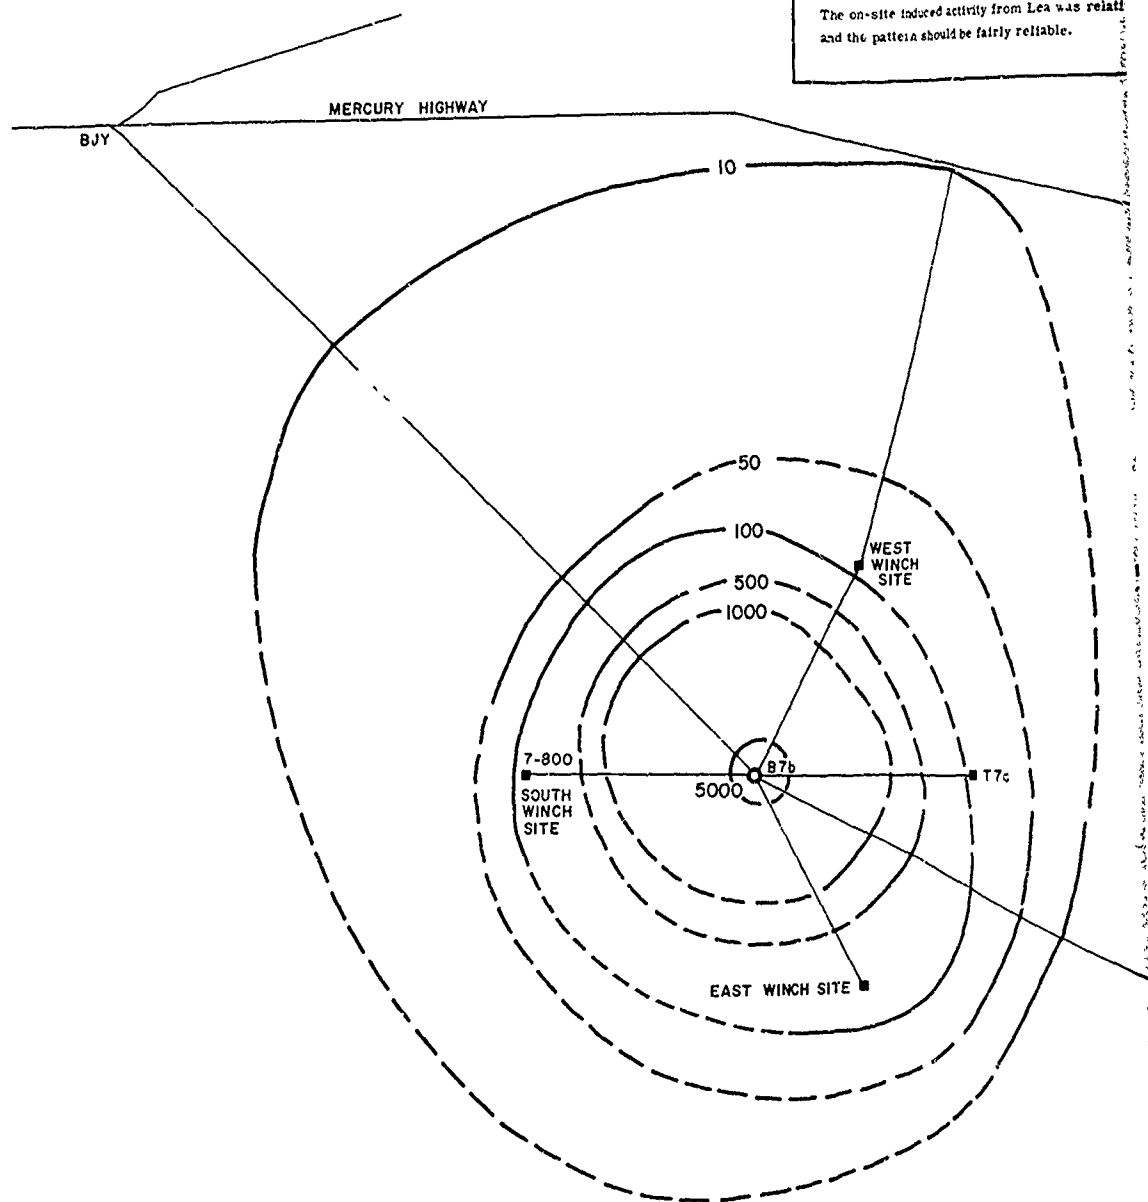 The on-site induced activity from Lea was
and the pattern should be fairly reliable.
MERCURY HIGHWAY
BJY
10
50
100
WEST
WINCH
SITE
500
1000
7-800
B7b
T7c
5000
SOUTH
WINCH
SITE
EAST WINCH SITE